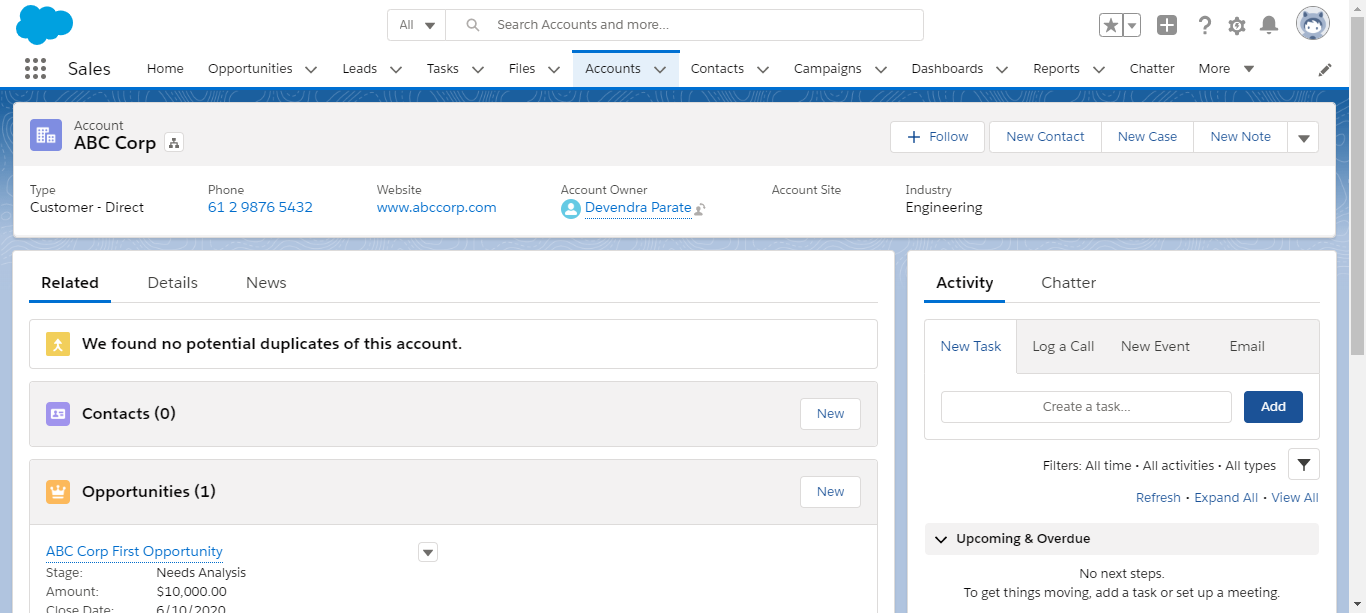 All
Search Accounts and more...
Sales
Home
Opportunities
Leads
Tasks
Files
Accounts
Contacts
Campaigns
Dashboards
Reports
Chatter
More
Account
ABC Corp
Follow
New Contact
New Case
New Note
Type
Customer - Direct
Phone
61 2 9876 5432
Website
www.abccorp.com
Account Owner
Devendra Parate
Account Site
Industry
Engineering
Related
Details
News
We found no potential duplicates of this account.
Contacts (0)
New
Opportunities (1)
New
ABC Corp First Opportunity
Stage: Needs Analysis
Amount: $10,000.00
Close Date: 6/10/2020
Activity
Chatter
New Task
Log a Call
New Event
Email
Create a task...
Add
Filters: All time • All activities • All types
Refresh • Expand All • View All
Upcoming & Overdue
No next steps.
To get things moving, add a task or set up a meeting.